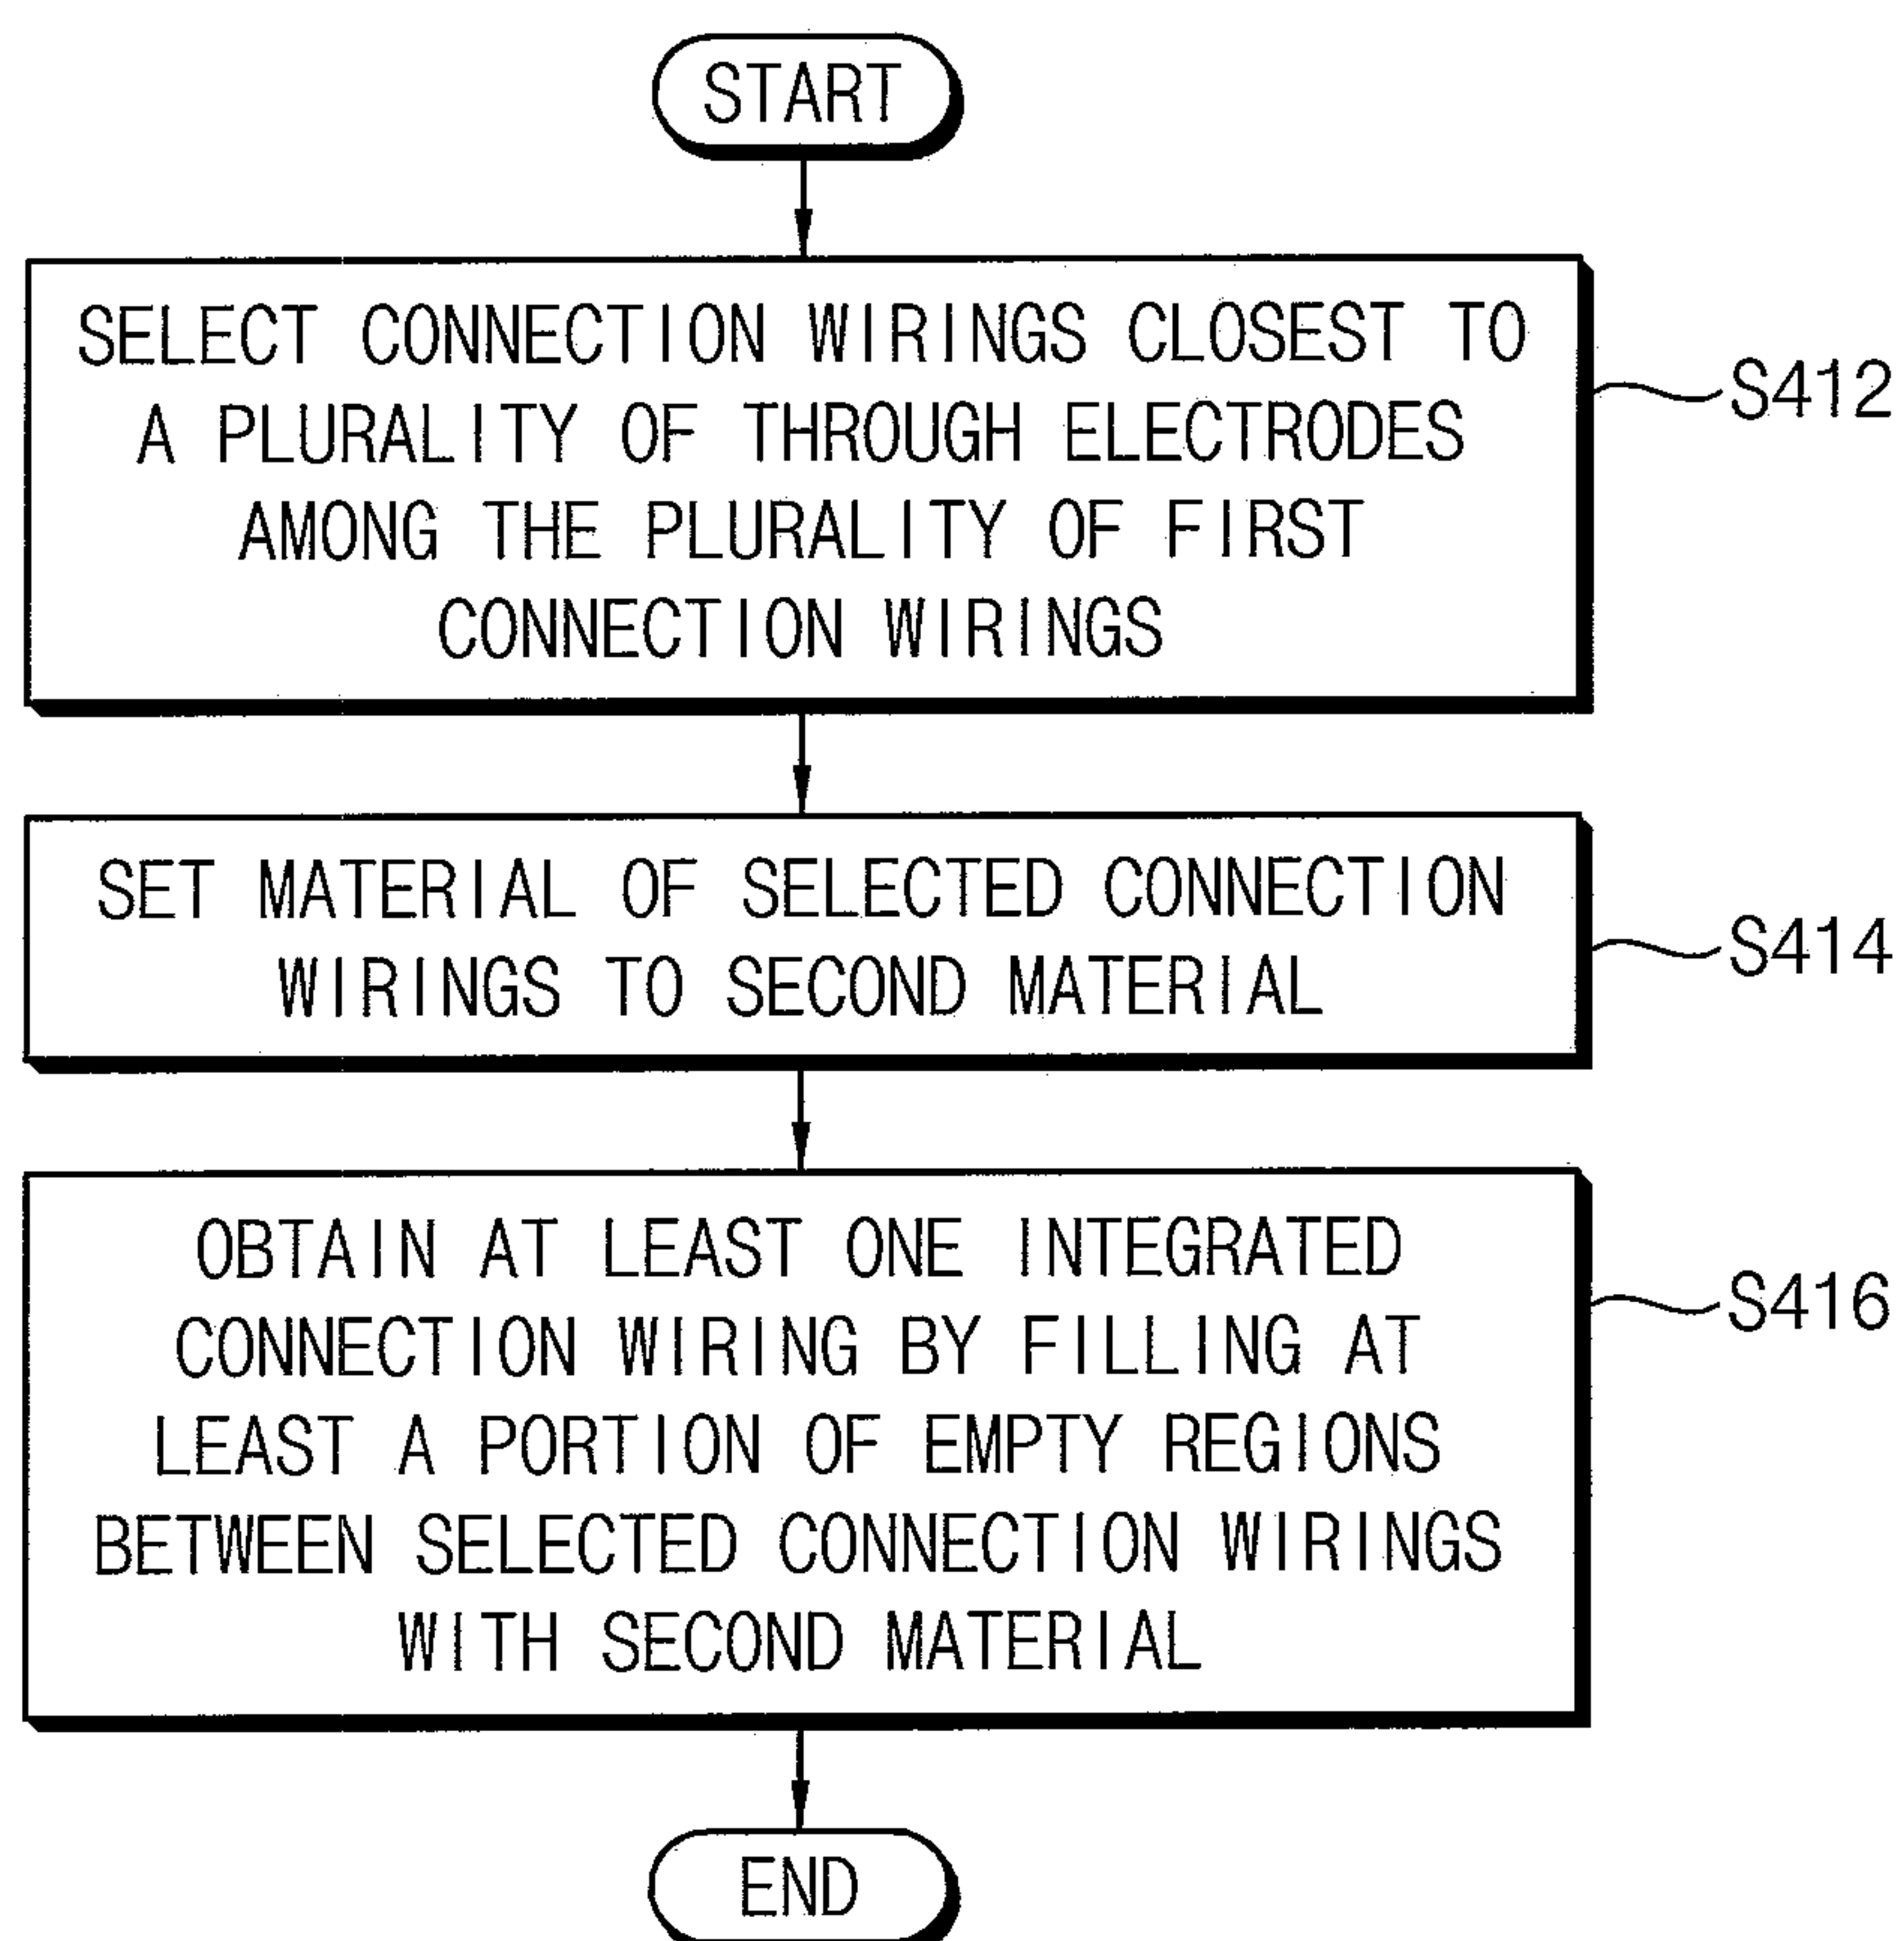 START
SELECT CONNECTION WIRINGS CLOSEST TO
A PLURALITY OF THROUGH ELECTRODES
AMONG THE PLURALITY OF FIRST
CONNECTION WIRINGS
S412
SET MATERIAL OF SELECTED CONNECTION
WIRINGS TO SECOND MATERIAL
S414
OBTAIN AT LEAST ONE INTEGRATED
CONNECTION WIRING BY FILLING AT
LEAST A PORTION OF EMPTY REGIONS
BETWEEN SELECTED CONNECTION WIRINGS
WITH SECOND MATERIAL
S416
END